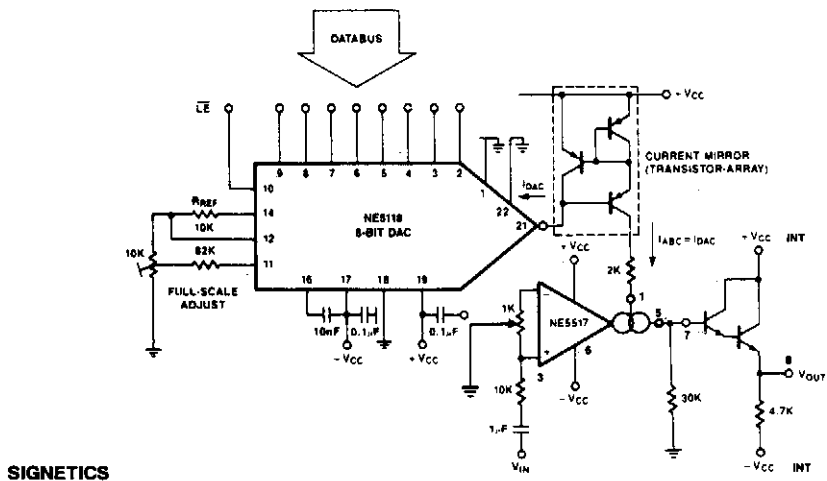 DATABUS
LE
+ VCC
9 8 7 6 5 4 3 2
1
22
IDAC
CURRENT MIRROR
(TRANSISTOR-ARRAY)
10
RREF
10K
14
NE5118
8-BIT DAC
21
12
10K
82K
11
IABC = IDAC
+ VCC
+ VCC INT
FULL-SCALE
ADJUST
16 17 18 19
2K
1
1K
−
NE5517
5
7
10nF
0.1µF
0.1µF
− VCC
+ VCC
+
3
6
8
VOUT
10K
− VCC
30K
4.7K
1µF
VIN
− VCC INT
SIGNETICS